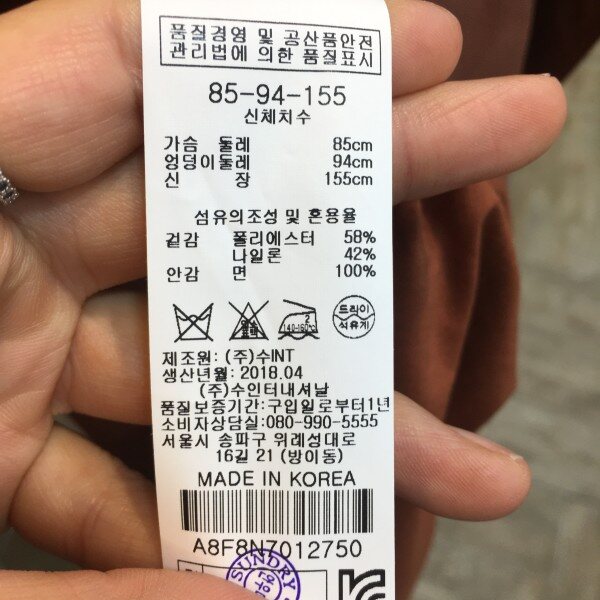 품질경영 및 공산품안전
관리법에 의한 품질표시
85-94-155
신체치수
가슴 둘레 85cm
엉덩이둘레 94cm
신 장 155cm
섬유의조성 및 혼용율
겉감 폴리에스터 58%
나일론 42%
안감 면 100%
2
140-160℃
드라이
석유계
제조원: (주)수INT
생산년월: 2018.04
(주)수인터내셔날
품질보증기간:구입일로부터1년
소비자상담실:080-990-5555
서울시 송파구 위례성대로
16길 21 (방이동)
MADE IN KOREA
A8F8N7012750
SUNDRY